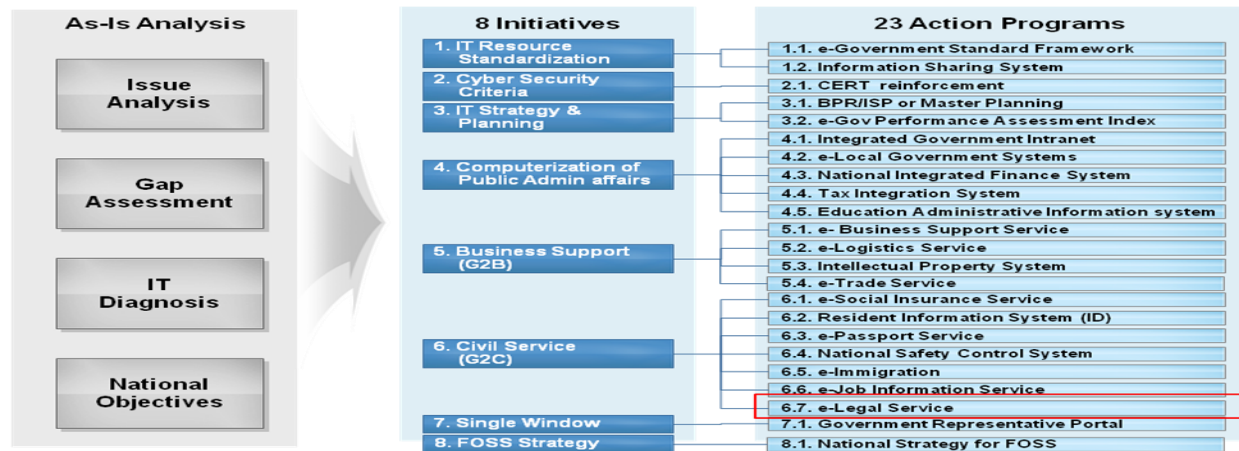 As-Is Analysis
Issue
Analysis
Gap
Assessment
IT
Diagnosis
National
Objectives
8 Initiatives
1. IT Resource
Standardization
2. Cyber Security
Criteria
3. IT Strategy &
Planning
4. Computerization of
Public Admin affairs
5. Business Support
(G2B)
6. Civil Service
(G2C)
7. Single Window
8. FOSS Strategy
23 Action Programs
1.1. e-Government Standard Framework
1.2. Information Sharing System
2.1. CERT reinforcement
3.1. BPR/ISP or Master Planning
3.2. e-Gov Performance Assessment Index
4.1. Integrated Government Intranet
4.2. e-Local Government Systems
4.3. National Integrated Finance System
4.4. Tax Integration System
4.5. Education Administrative Information system
5.1. e- Business Support Service
5.2. e-Logistics Service
5.3. Intellectual Property System
5.4. e-Trade Service
6.1. e-Social Insurance Service
6.2. Resident Information System (ID)
6.3. e-Passport Service
6.4. National Safety Control System
6.5. e-Immigration
6.6. e-Job Information Service
6.7. e-Legal Service
7.1. Government Representative Portal
8.1. National Strategy for FOSS